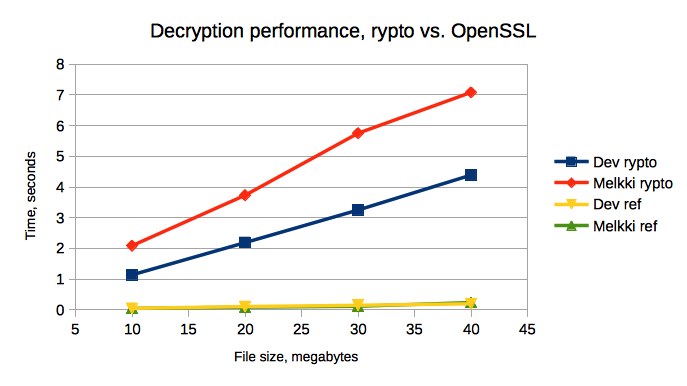 Decryption performance, rypto vs. OpenSSL
8
7
6
5
4
3
2
1
0
5 10 15 20 25 30 35 40 45
Time, seconds
File size, megabytes
Dev rypto
Melkki rypto
Dev ref
Melkki ref